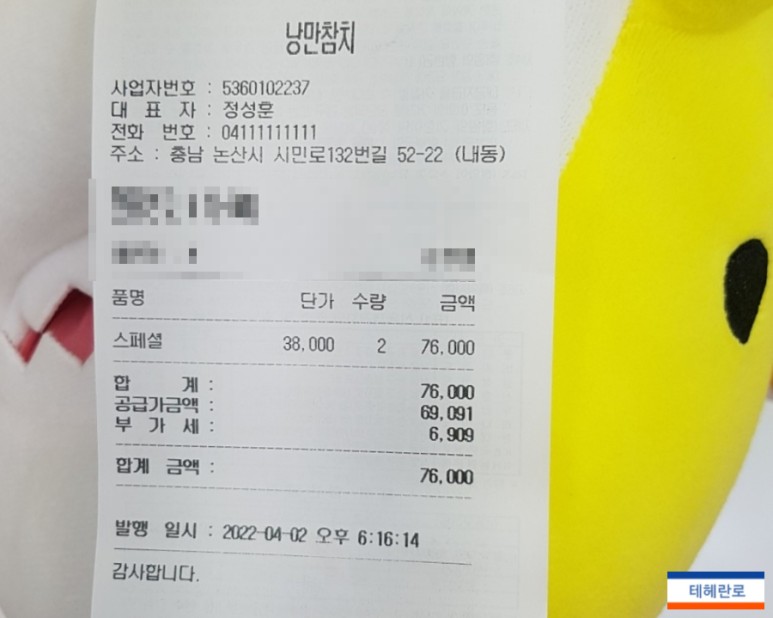 낭만참치
사업자번호 : 5360102237
대 표 자 : 정성훈
전화 번호 : 04111111111
주소 : 충남 논산시 시민로132번길 52-22 (내동)
품명 단가 수량 금액
스페셜 38,000 2 76,000
합 계 : 76,000
공급가금액 : 69,091
부 가 세 : 6,909
합계 금액 : 76,000
발행 일시 : 2022-04-02 오후 6:16:14
감사합니다.
테헤란로